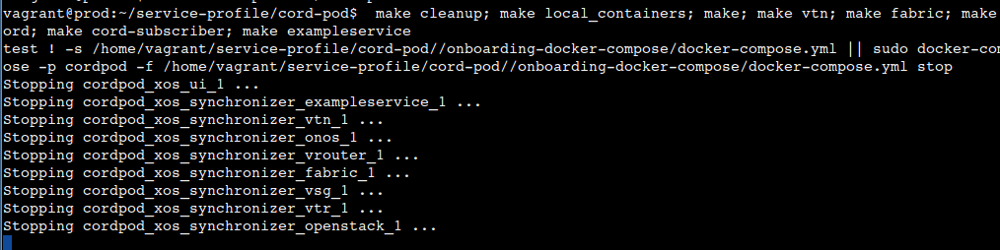 vagrant@prod:~/service-profile/cord-pod$  make cleanup; make local_containers; make; make vtn; make fabric; make
ord; make cord-subscriber; make exampleservice
test ! -s /home/vagrant/service-profile/cord-pod//onboarding-docker-compose/docker-compose.yml || sudo docker-com
ose -p cordpod -f /home/vagrant/service-profile/cord-pod//onboarding-docker-compose/docker-compose.yml stop
Stopping cordpod_xos_ui_1 ...
Stopping cordpod_xos_synchronizer_exampleservice_1 ...
Stopping cordpod_xos_synchronizer_vtn_1 ...
Stopping cordpod_xos_synchronizer_onos_1 ...
Stopping cordpod_xos_synchronizer_vrouter_1 ...
Stopping cordpod_xos_synchronizer_fabric_1 ...
Stopping cordpod_xos_synchronizer_vsg_1 ...
Stopping cordpod_xos_synchronizer_vtr_1 ...
Stopping cordpod_xos_synchronizer_openstack_1 ...